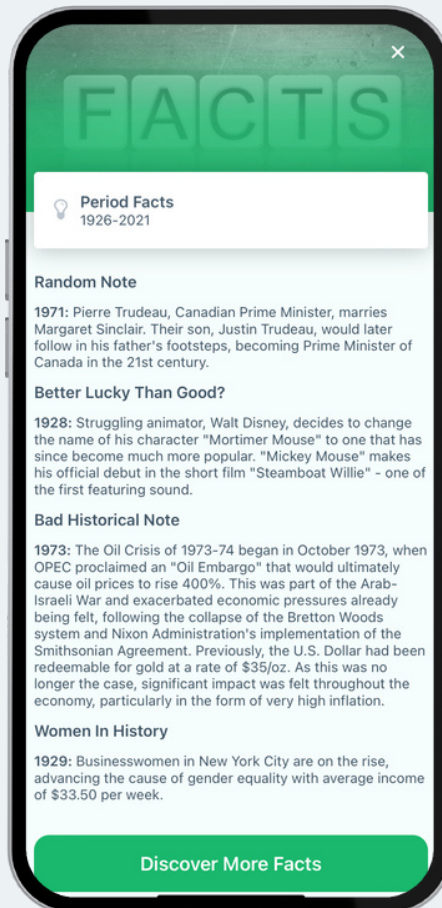 FACTS
Period Facts
1926-2021
Random Note
1971: Pierre Trudeau, Canadian Prime Minister, marries
Margaret Sinclair. Their son, Justin Trudeau, would later
follow in his father's footsteps, becoming Prime Minister of
Canada in the 21st century.
Better Lucky Than Good?
1928: Struggling animator, Walt Disney, decides to change
the name of his character "Mortimer Mouse" to one that has
since become much more popular. "Mickey Mouse" makes
his official debut in the short film "Steamboat Willie" - one of
the first featuring sound.
Bad Historical Note
1973: The Oil Crisis of 1973-74 began in October 1973, when
OPEC proclaimed an "Oil Embargo" that would ultimately
cause oil prices to rise 400%. This was part of the Arab-
Israeli War and exacerbated economic pressures already
being felt, following the collapse of the Bretton Woods
system and Nixon Administration's implementation of the
Smithsonian Agreement. Previously, the U.S. Dollar had been
redeemable for gold at a rate of $35/oz. As this was no
longer the case, significant impact was felt throughout the
economy, particularly in the form of very high inflation.
Women In History
1929: Businesswomen in New York City are on the rise,
advancing the cause of gender equality with average income
of $33.50 per week.
Discover More Facts